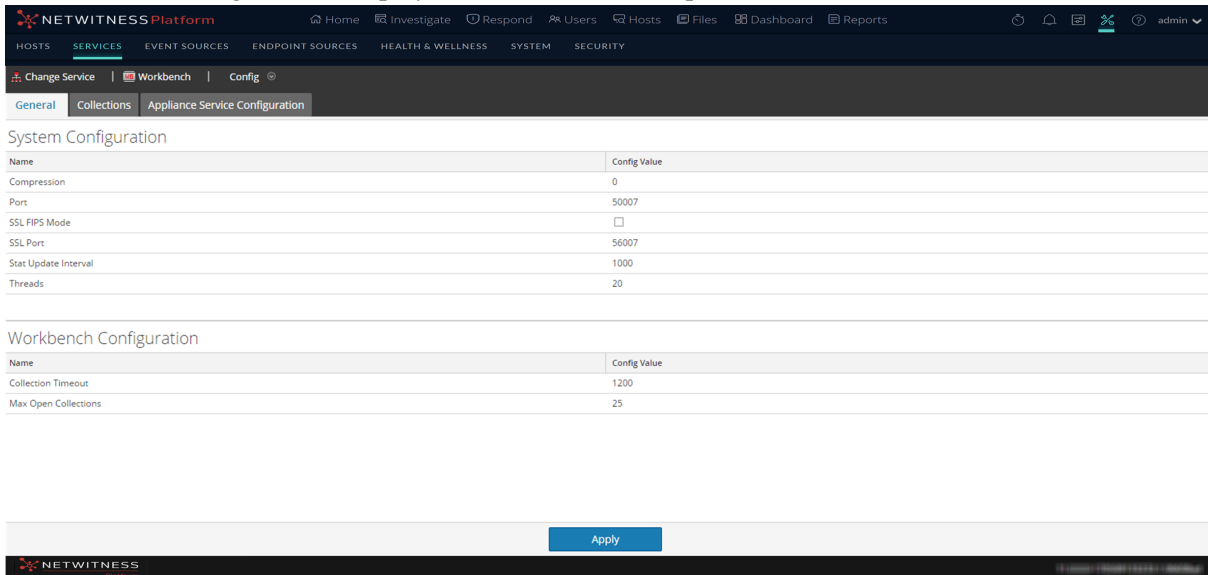 NETWITNESS Platform Home Investigate Respond Users Hosts Files Dashboard Reports admin
HOSTS SERVICES EVENT SOURCES ENDPOINT SOURCES HEALTH & WELLNESS SYSTEM SECURITY
Change Service | Workbench | Config
General Collections Appliance Service Configuration
System Configuration
Name Config Value
Compression 0
Port 50007
SSL FIPS Mode
SSL Port 56007
Stat Update Interval 1000
Threads 20
Workbench Configuration
Name Config Value
Collection Timeout 1200
Max Open Collections 25
Apply
NETWITNESS